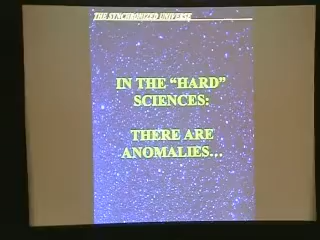 THE SYNCHRONIZED UNIVERSE
IN THE “HARD”
SCIENCES:
THERE ARE
ANOMALIES...